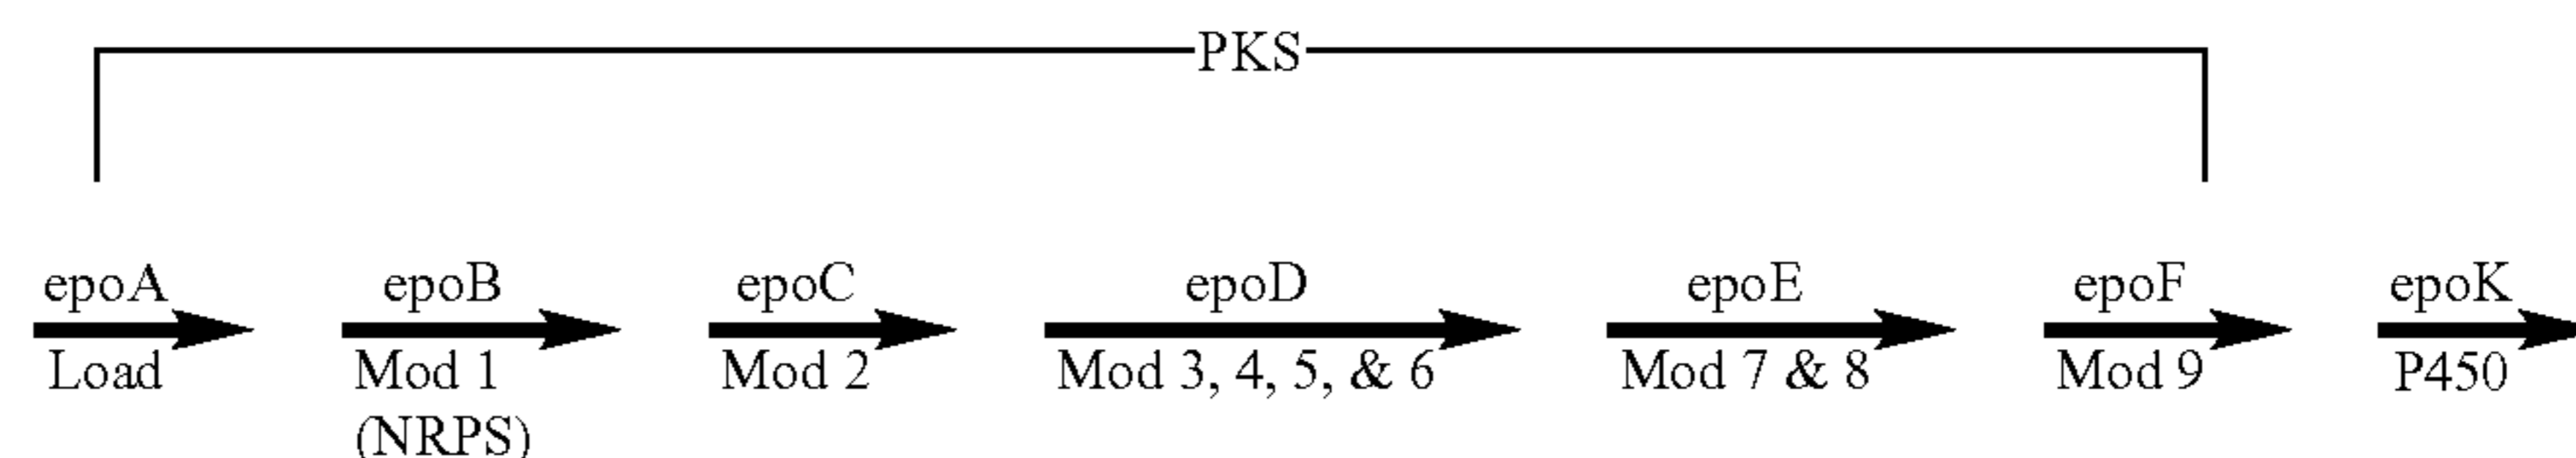 PKS
epoA epoB epoC epoD epoE epoF epoK
Load Mod 1 Mod 2 Mod 3, 4, 5, & 6 Mod 7 & 8 Mod 9 P450
(NRPS)